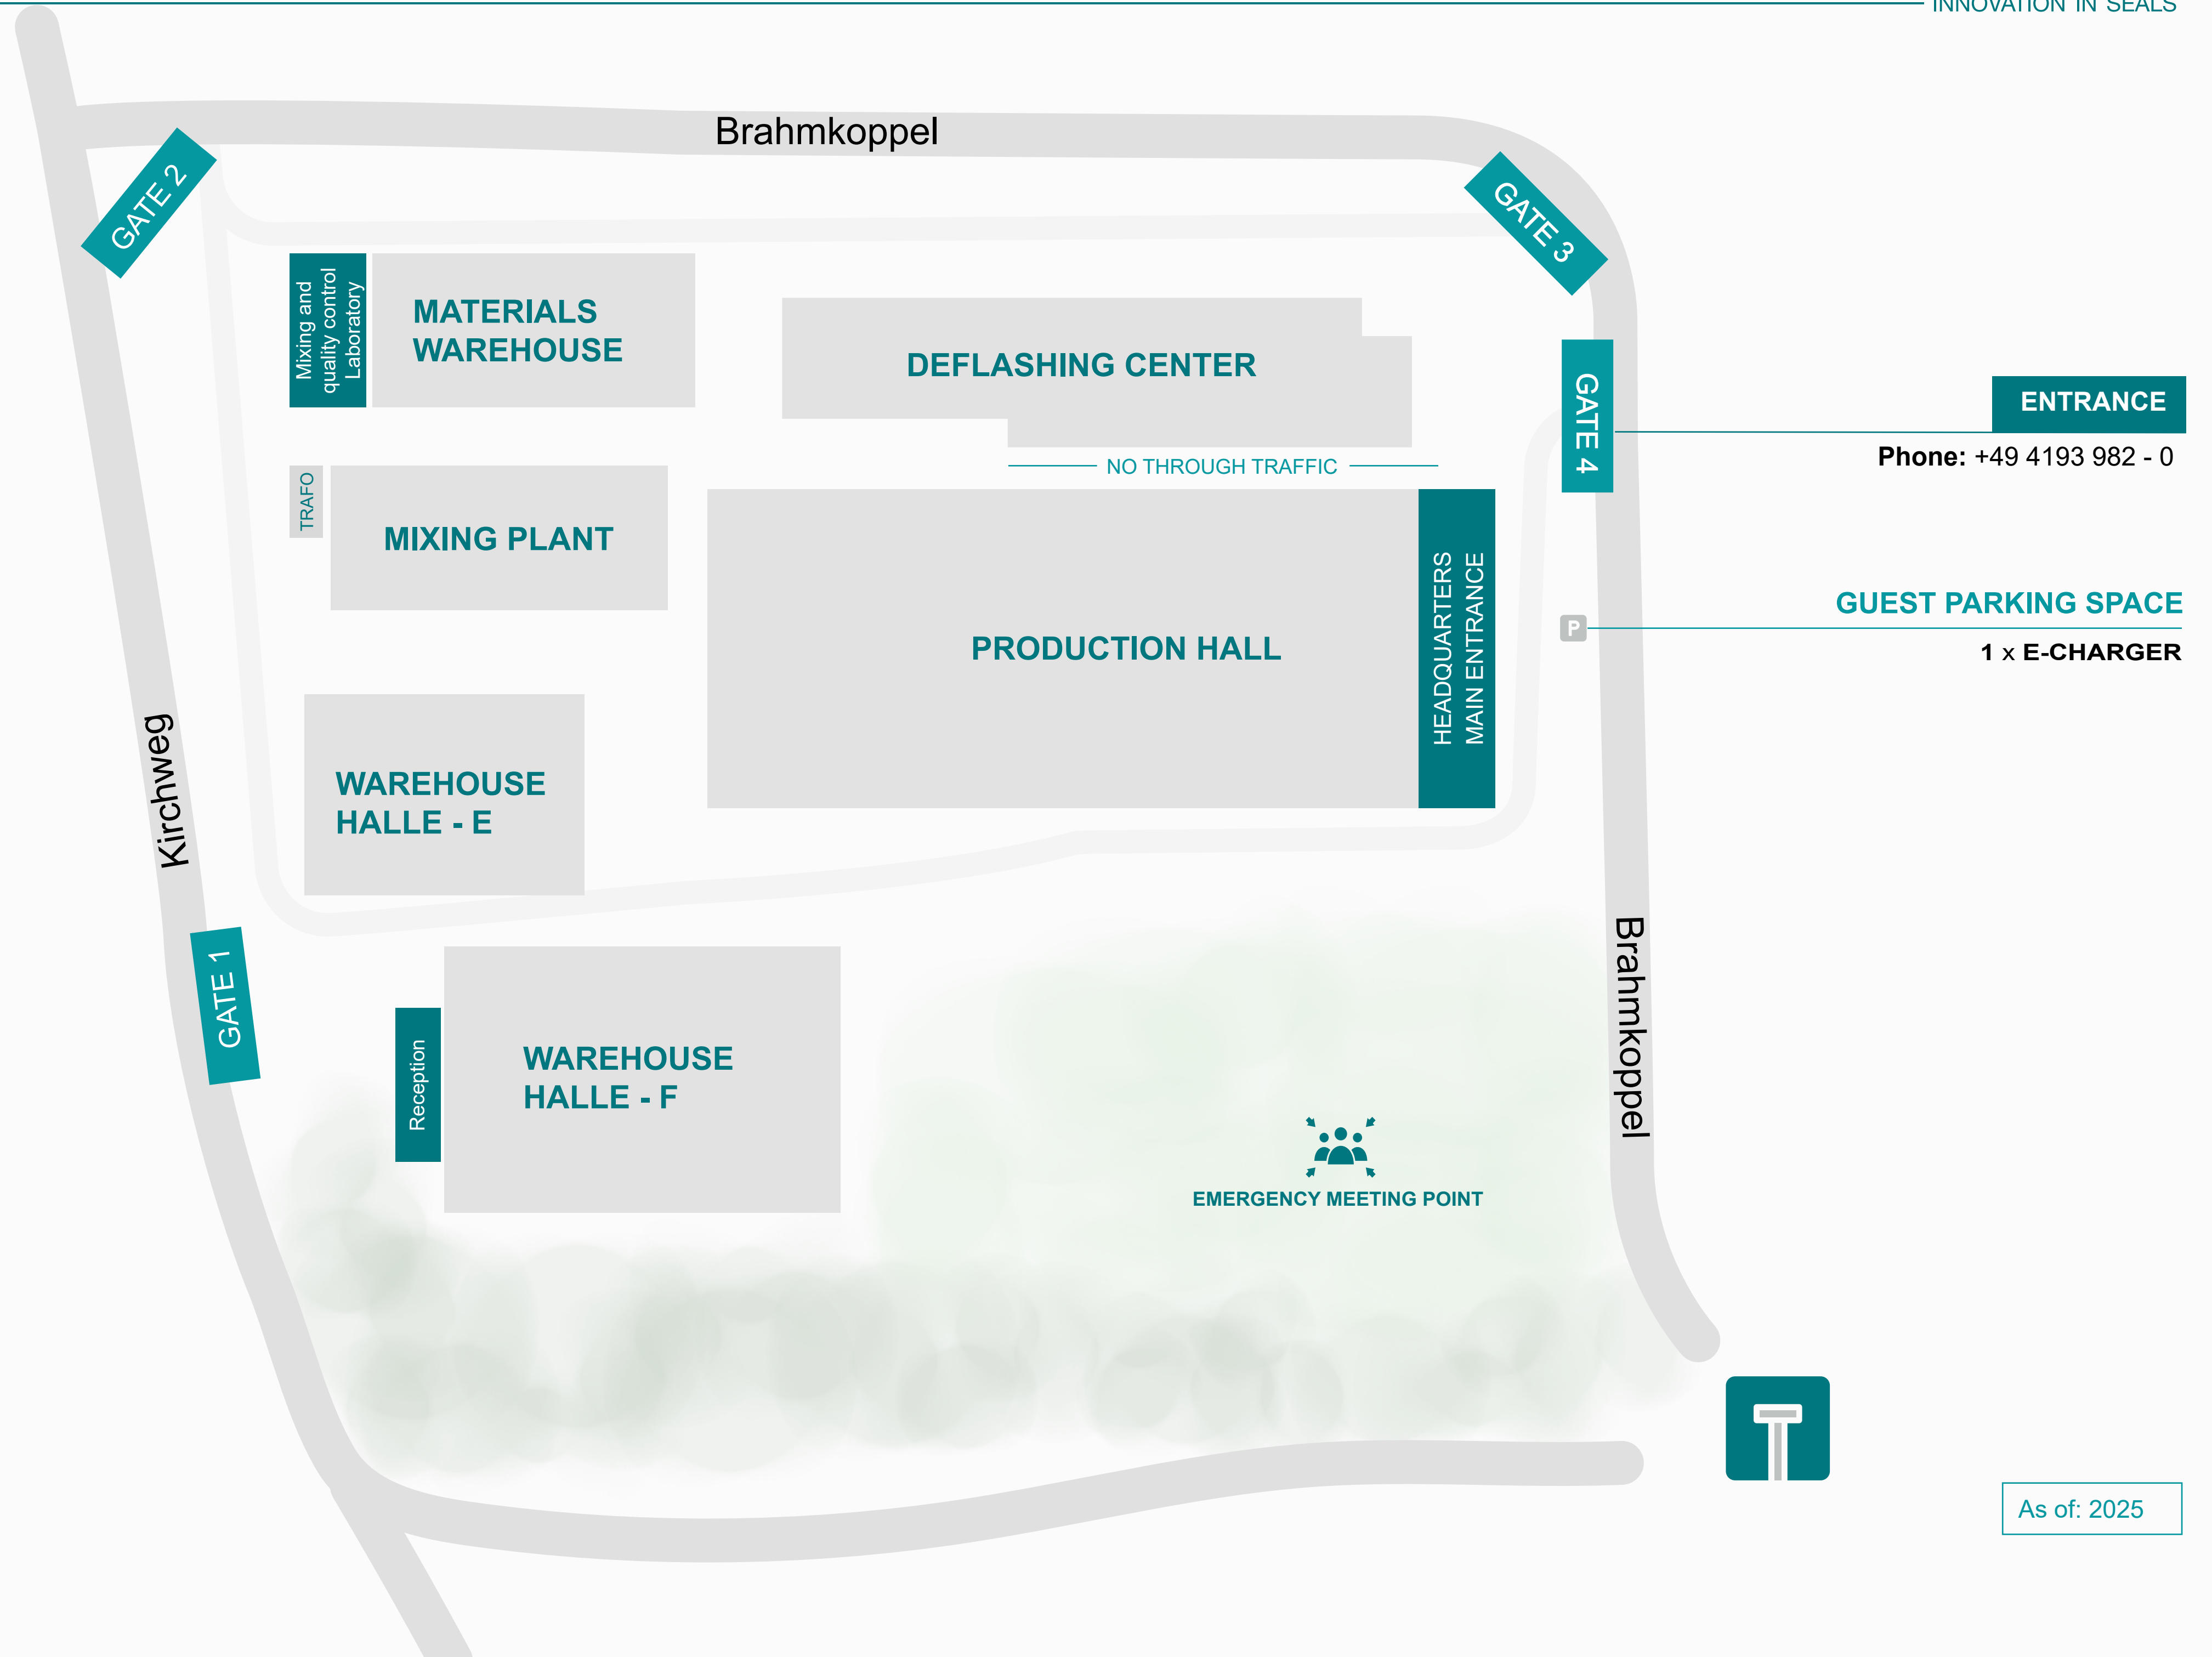 INNOVATION IN SEALS
Brahmkoppel
GATE 2
GATE 3
Mixing and
quality control
Laboratory
MATERIALS
WAREHOUSE
DEFLASHING CENTER
GATE 4
ENTRANCE
Phone: +49 4193 982 - 0
NO THROUGH TRAFFIC
TRAFO
MIXING PLANT
PRODUCTION HALL
HEADQUARTERS
MAIN ENTRANCE
P
GUEST PARKING SPACE
1 x E-CHARGER
Kirchweg
WAREHOUSE
HALLE - E
GATE 1
Reception
WAREHOUSE
HALLE - F
Brahmkoppel
EMERGENCY MEETING POINT
As of: 2025